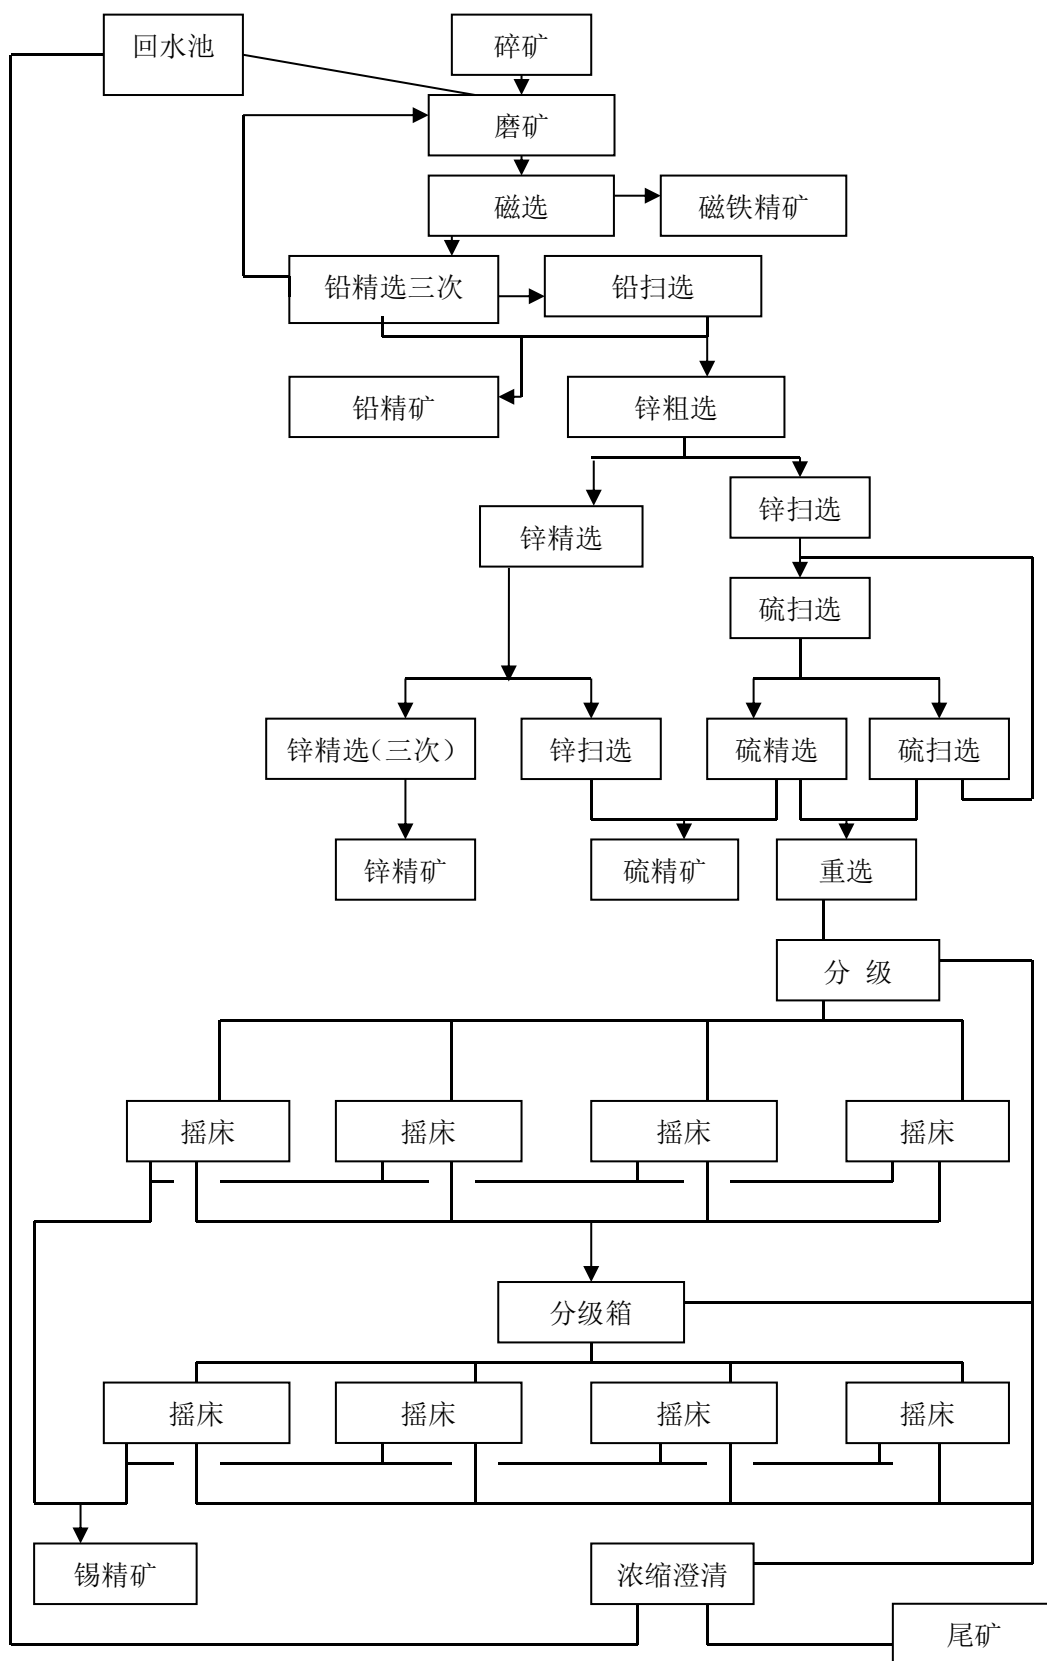 回水池
碎矿
磨矿
磁选
磁铁精矿
铅精选三次
铅扫选
铅精矿
锌粗选
锌扫选
锌精选
硫扫选
锌精选(三次)
锌扫选
硫精选
硫扫选
锌精矿
硫精矿
重选
分 级
摇床
摇床
摇床
摇床
分级箱
摇床
摇床
摇床
摇床
锡精矿
浓缩澄清
尾矿